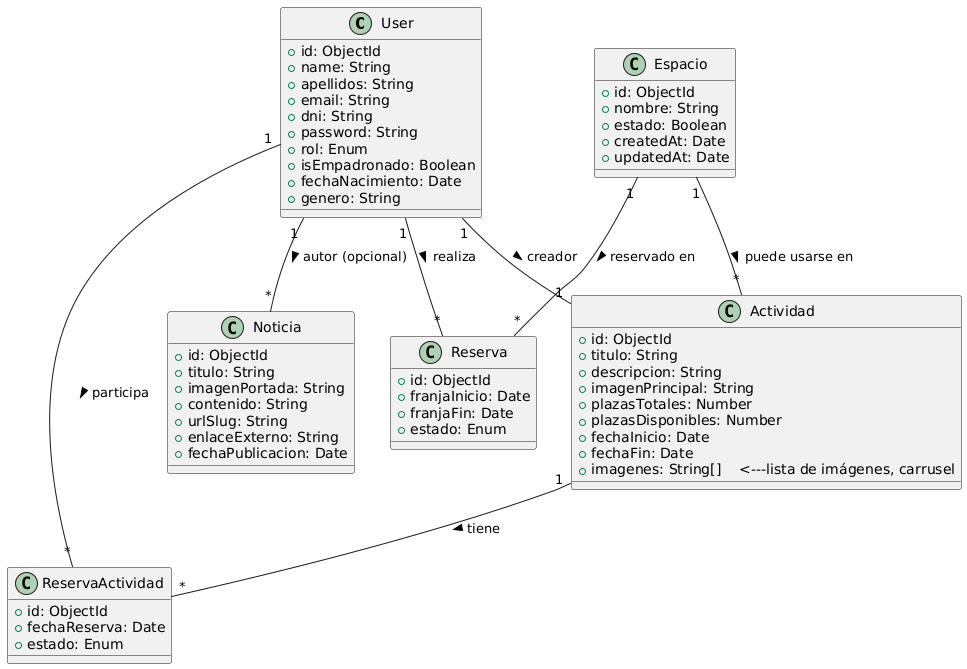 C User
id: ObjectId
name: String
apellidos: String
email: String
dni: String
password: String
rol: Enum
isEmpadronado: Boolean
fechaNacimiento: Date
genero: String
C Espacio
id: ObjectId
nombre: String
estado: Boolean
createdAt: Date
updatedAt: Date
1
1
1
1
1
1
autor (opcional)
realiza
creador
reservado en
puede usarse en
*
*
1
*
*
C Noticia
id: ObjectId
titulo: String
imagenPortada: String
contenido: String
urlSlug: String
enlaceExterno: String
fechaPublicacion: Date
C Reserva
id: ObjectId
franjaInicio: Date
franjaFin: Date
estado: Enum
C Actividad
id: ObjectId
titulo: String
descripcion: String
imagenPrincipal: String
plazasTotales: Number
plazasDisponibles: Number
fechaInicio: Date
fechaFin: Date
imagenes: String[] <---lista de imágenes, carrusel
participa
1
tiene
*
*
C ReservaActividad
id: ObjectId
fechaReserva: Date
estado: Enum